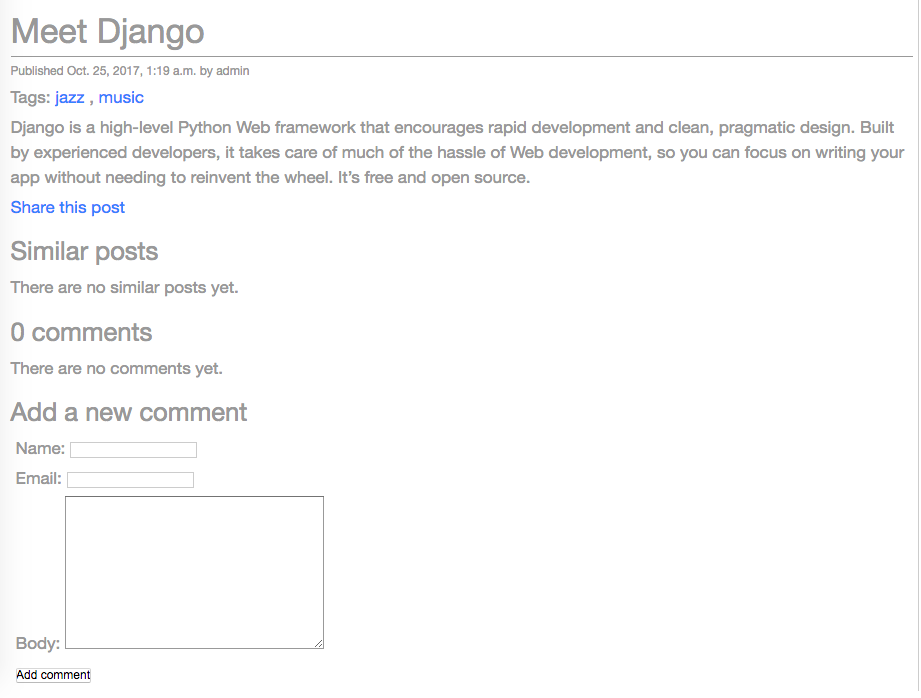 Meet Django
Published Oct. 25, 2017, 1:19 a.m. by admin
Tags: jazz , music
Django is a high-level Python Web framework that encourages rapid development and clean, pragmatic design. Built
by experienced developers, it takes care of much of the hassle of Web development, so you can focus on writing your
app without needing to reinvent the wheel. It’s free and open source.
Share this post
Similar posts
There are no similar posts yet.
0 comments
There are no comments yet.
Add a new comment
Name:
Email:
Body:
Add comment